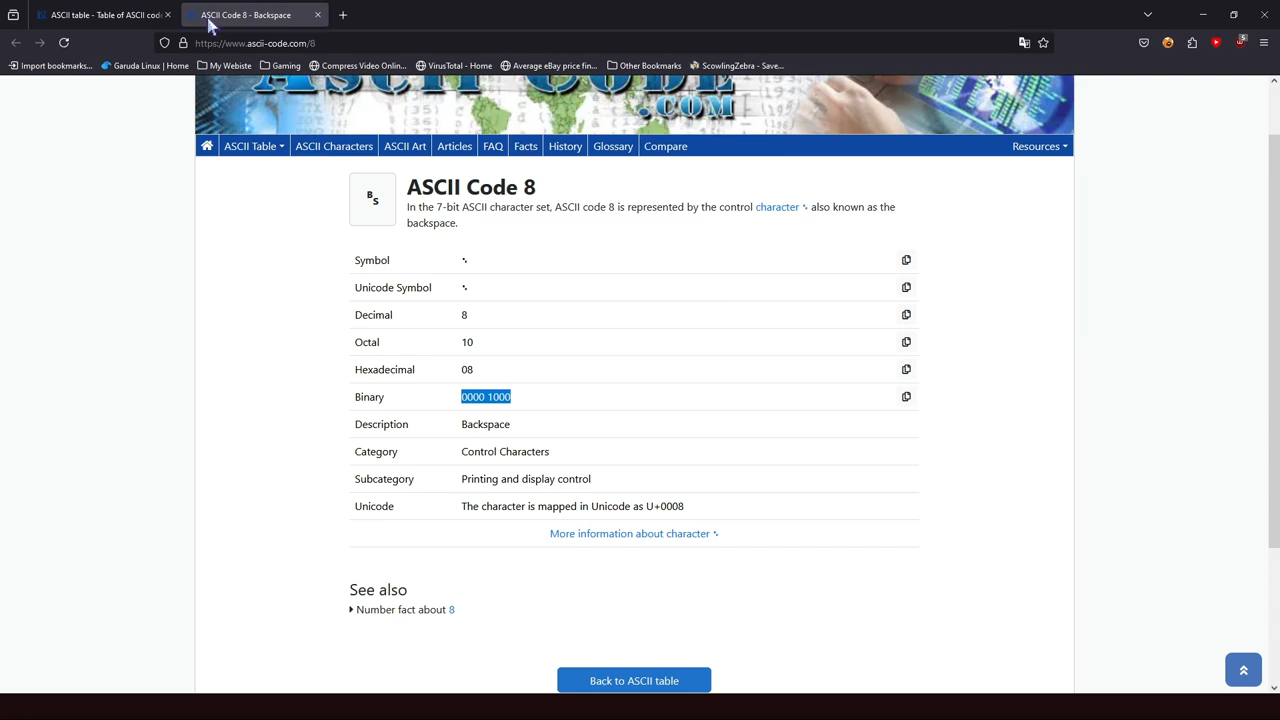 ASCII table - Table of ASCII code
ASCII Code 8 - Backspace
https://www.ascii-code.com/8
5
Import bookmarks...
Garuda Linux | Home
My Webiste
Gaming
Compress Video Onlin...
VirusTotal - Home
Average eBay price fin...
Other Bookmarks
ScowlingZebra - Save...
ASCII CODE
.COM
ASCII Table
ASCII Characters
ASCII Art
Articles
FAQ
Facts
History
Glossary
Compare
Resources
BS
ASCII Code 8
In the 7-bit ASCII character set, ASCII code 8 is represented by the control character ␈ also known as the
backspace.
Symbol ␈
Unicode Symbol ␈
Decimal 8
Octal 10
Hexadecimal 08
Binary 0000 1000
Description Backspace
Category Control Characters
Subcategory Printing and display control
Unicode The character is mapped in Unicode as U+0008
More information about character ␈
See also
Number fact about 8
Back to ASCII table